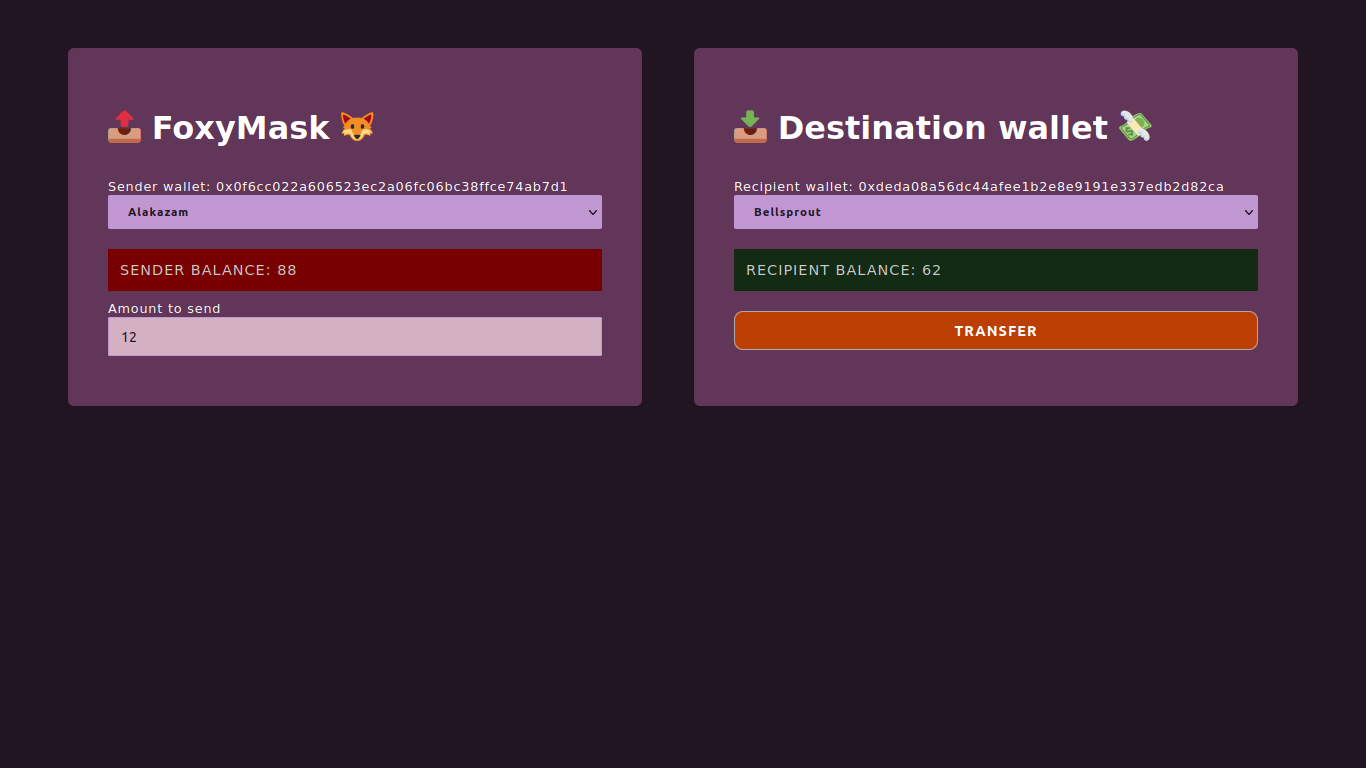 FoxyMask
Sender wallet: 0x0f6cc022a606523ec2a06fc06bc38ffce74ab7d1
Alakazam
SENDER BALANCE: 88
Amount to send
12
Destination wallet
Recipient wallet: 0xdeda08a56dc44afee1b2e8e9191e337edb2d82ca
Bellsprout
RECIPIENT BALANCE: 62
TRANSFER